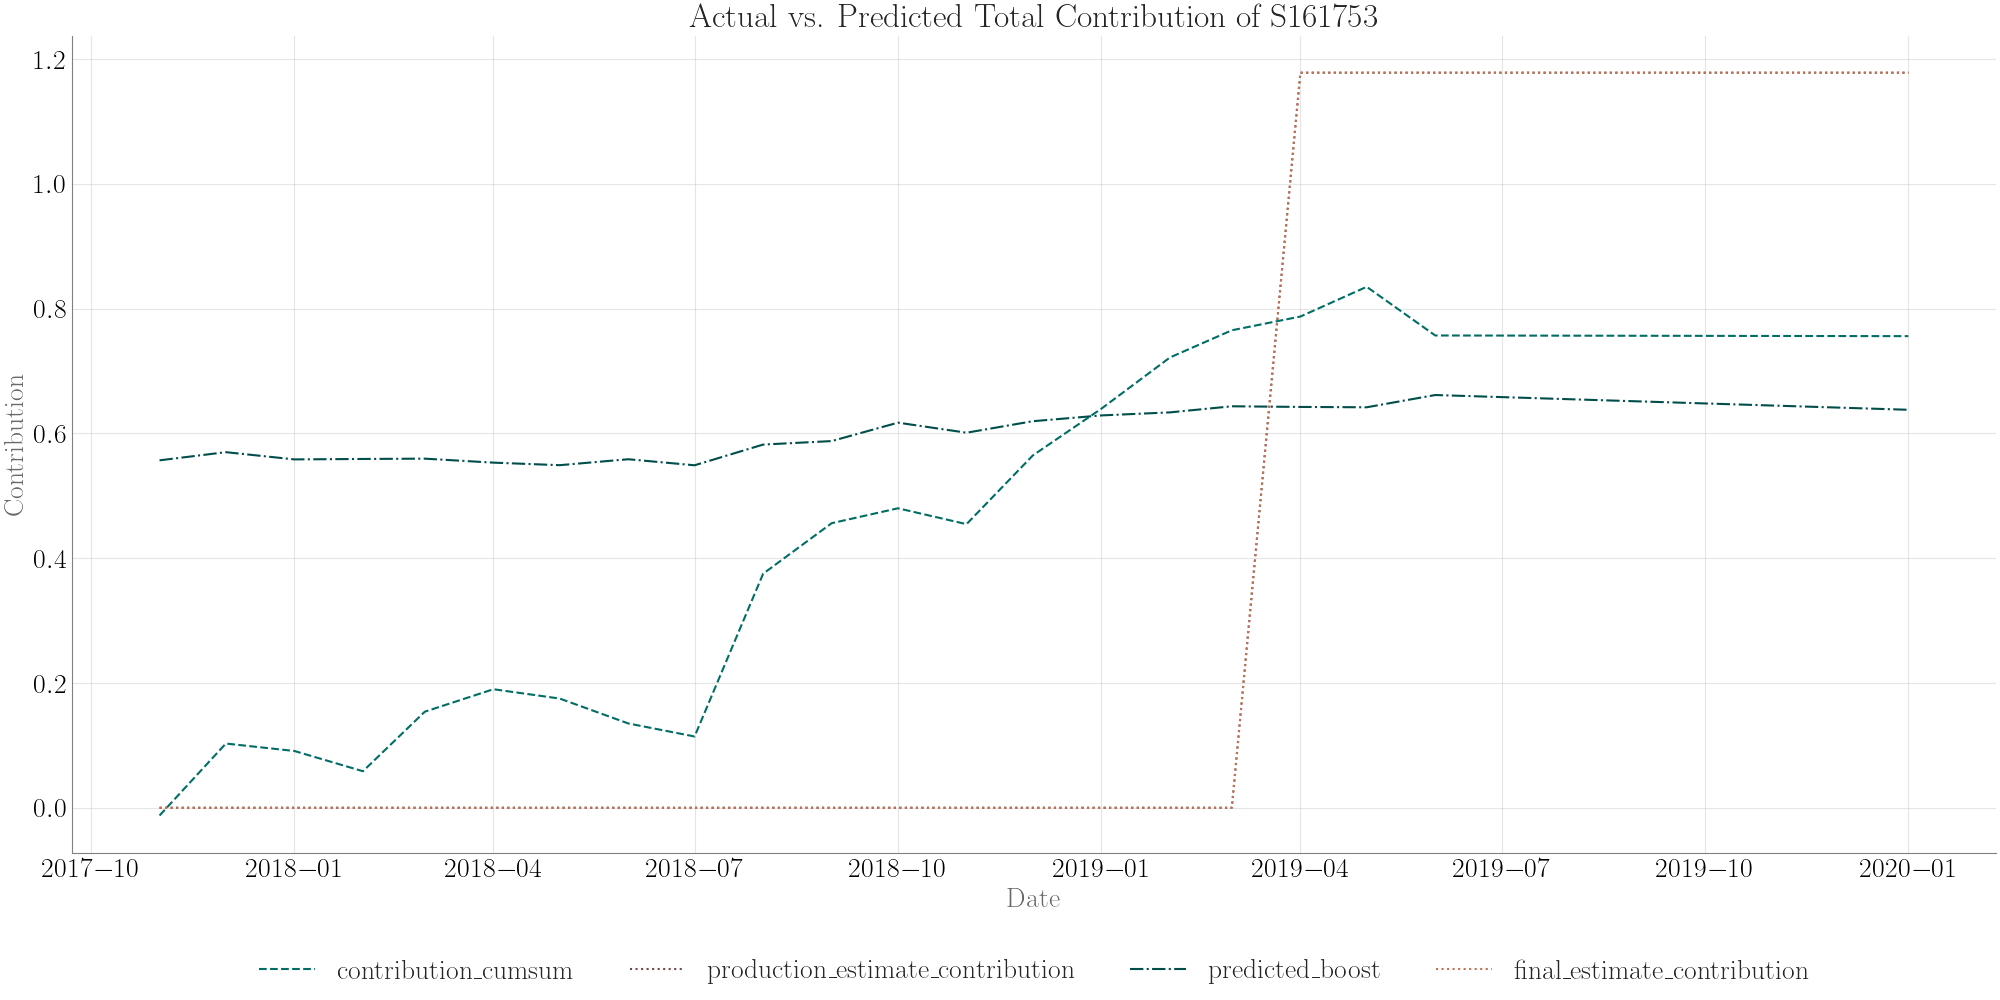 Actual vs. Predicted Total Contribution of S161753
1.2
1.0
0.8
0.6
0.4
0.2
0.0
Contribution
2017−10 2018−01 2018−04 2018−07 2018−10 2019−01 2019−04 2019−07 2019−10 2020−01
Date
contribution_cumsum production_estimate_contribution predicted_boost final_estimate_contribution